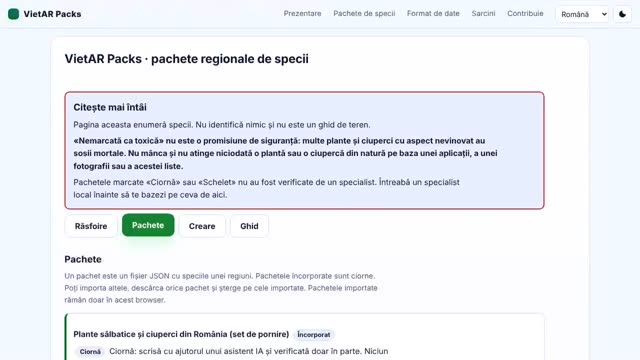 VietAR Packs
Prezentare
Pachete de specii
Format de date
Sarcini
Contribuie
Română
VietAR Packs · pachete regionale de specii
Citește mai întâi
Pagina aceasta enumeră specii. Nu identifică nimic și nu este un ghid de teren.
«Nemarcată ca toxică» nu este o promisiune de siguranță: multe plante și ciuperci cu aspect nevinovat au
sosii mortale. Nu mânca și nu atinge niciodată o plantă sau o ciupercă din natură pe baza unei aplicații, a unei
fotografii sau a acestei liste.
Pachetele marcate «Ciornă» sau «Schelet» nu au fost verificate de un specialist. Întreabă un specialist
local înainte să te bazezi pe ceva de aici.
Răsfoire
Pachete
Creare
Ghid
Pachete
Un pachet este un fișier JSON cu speciile unei regiuni. Pachetele încorporate sunt ciorne.
Poți importa altele, descărca orice pachet și șterge pe cele importate. Pachetele importate
rămân doar în acest browser.
Plante sălbatice și ciuperci din România (set de pornire) Încorporat
Ciornă Ciornă: scrisă cu ajutorul unui asistent IA și verificată doar în parte. Niciun